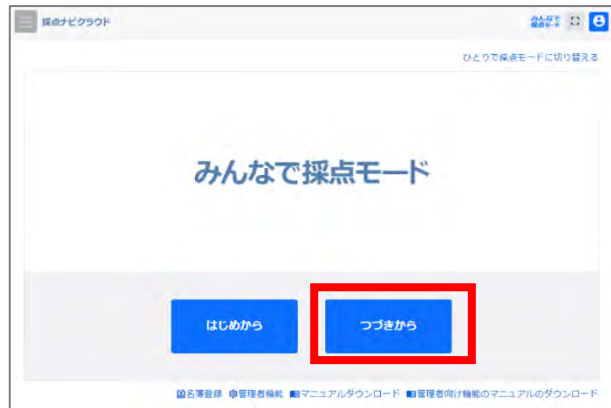 採点ナビクラウド
みんなで
採点モード
ひとりで採点モードに切り替える
みんなで採点モード
はじめから
つづきから
名簿登録 管理者機能 マニュアルダウンロード 管理者向け機能のマニュアルのダウンロード